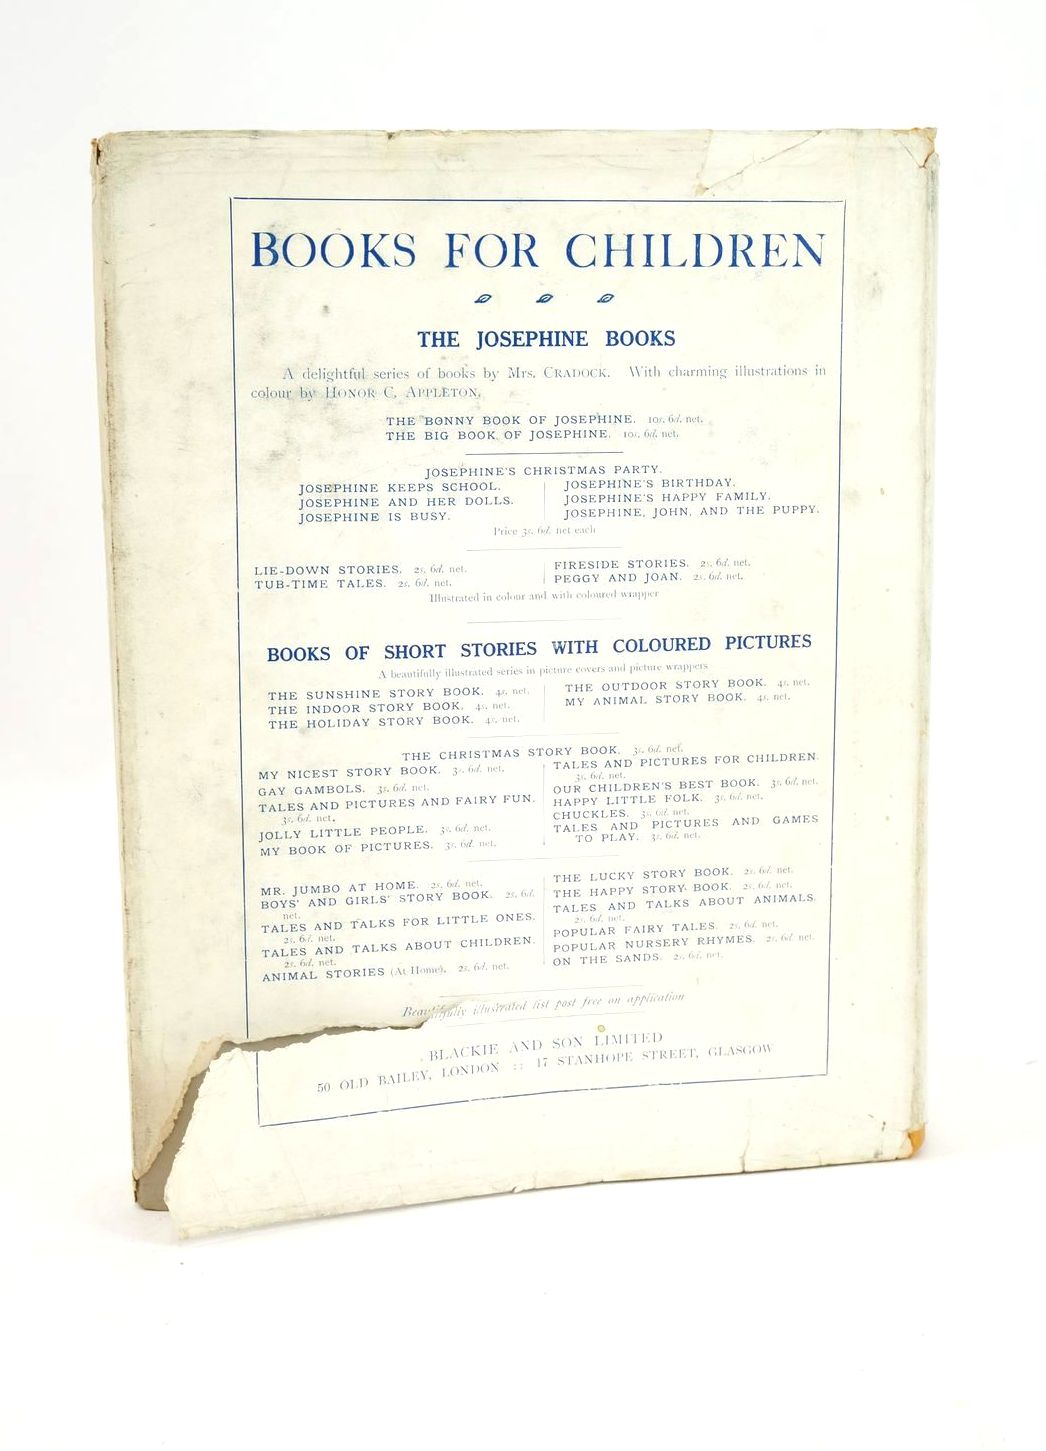 BOOKS FOR CHILDREN
THE JOSEPHINE BOOKS
A delightful series of books by Mrs. CRADOCK. With charming illustrations in
colour by HONOR C. APPLETON.
THE BONNY BOOK OF JOSEPHINE. 10s. 6d. net.
THE BIG BOOK OF JOSEPHINE. 10s. 6d. net.
JOSEPHINE'S CHRISTMAS PARTY.
JOSEPHINE KEEPS SCHOOL.
JOSEPHINE AND HER DOLLS.
JOSEPHINE IS BUSY.
JOSEPHINE'S BIRTHDAY.
JOSEPHINE'S HAPPY FAMILY.
JOSEPHINE, JOHN, AND THE PUPPY.
Price 3s. 6d. net each
LIE-DOWN STORIES. 2s. 6d. net.
TUB-TIME TALES. 2s. 6d. net.
FIRESIDE STORIES. 2s. 6d. net.
PEGGY AND JOAN. 2s. 6d. net.
Illustrated in colour and with coloured wrapper
BOOKS OF SHORT STORIES WITH COLOURED PICTURES
A beautifully illustrated series in picture covers and picture wrappers
THE SUNSHINE STORY BOOK. 4s. net.
THE INDOOR STORY BOOK. 4s. net.
THE HOLIDAY STORY BOOK. 4s. net.
THE OUTDOOR STORY BOOK. 4s. net.
MY ANIMAL STORY BOOK. 4s. net.
THE CHRISTMAS STORY BOOK. 3s. 6d. net.
MY NICEST STORY BOOK. 3s. 6d. net.
GAY GAMBOLS. 3s. 6d. net.
TALES AND PICTURES AND FAIRY FUN.
3s. 6d. net.
JOLLY LITTLE PEOPLE. 3s. 6d. net.
MY BOOK OF PICTURES. 3s. 6d. net.
TALES AND PICTURES FOR CHILDREN.
3s. 6d. net.
OUR CHILDREN'S BEST BOOK. 3s. 6d. net.
HAPPY LITTLE FOLK. 3s. 6d. net.
CHUCKLES. 3s. 6d. net.
TALES AND PICTURES AND GAMES
TO PLAY. 3s. 6d. net.
MR. JUMBO AT HOME. 2s. 6d. net.
BOYS' AND GIRLS' STORY BOOK. 2s. 6d.
net.
TALES AND TALKS FOR LITTLE ONES.
2s. 6d. net.
TALES AND TALKS ABOUT CHILDREN.
2s. 6d. net.
ANIMAL STORIES (At Home). 2s. 6d. net.
THE LUCKY STORY BOOK. 2s. 6d. net.
THE HAPPY STORY BOOK. 2s. 6d. net.
TALES AND TALKS ABOUT ANIMALS.
2s. 6d. net.
POPULAR FAIRY TALES. 2s. 6d. net.
POPULAR NURSERY RHYMES. 2s. 6d. net.
ON THE SANDS. 2s. 6d. net.
Beautifully illustrated list post free on application
BLACKIE AND SON LIMITED
50 OLD BAILEY, LONDON :: 17 STANHOPE STREET, GLASGOW